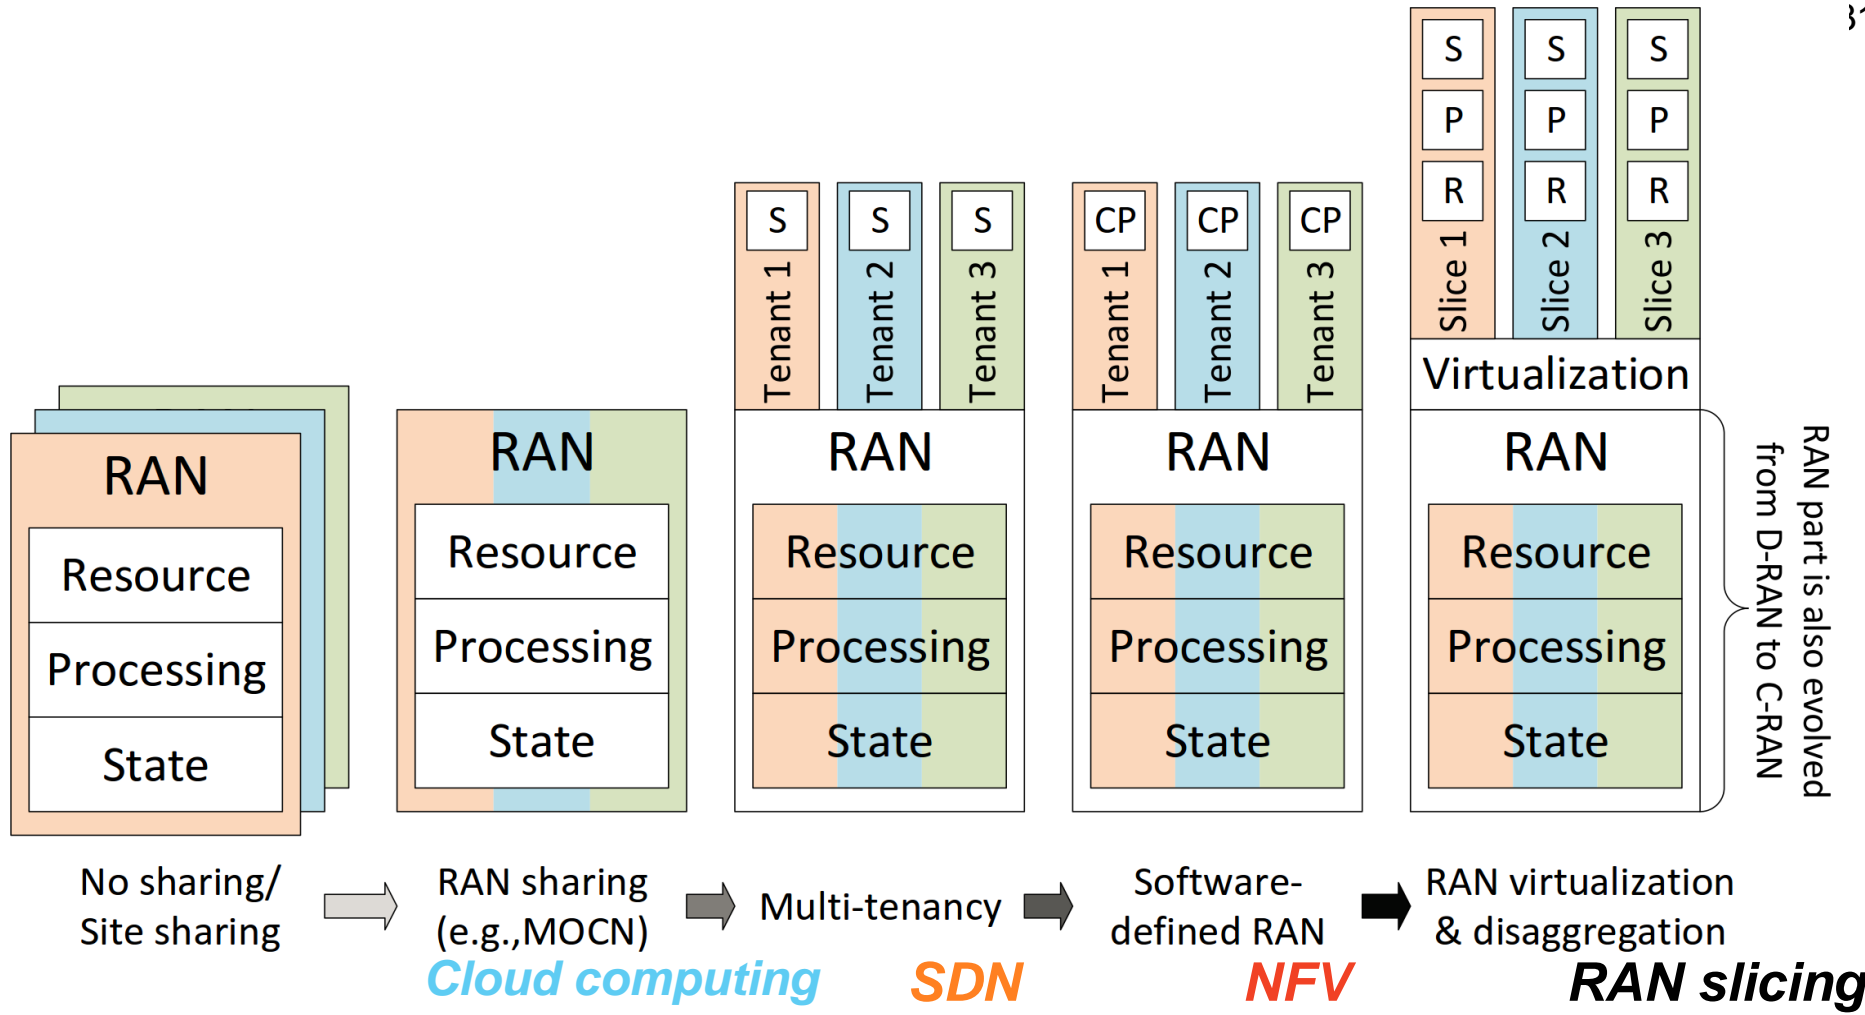 RAN
Resource
Processing
State
No sharing/
Site sharing
RAN
Resource
Processing
State
RAN sharing
(e.g.,MOCN)
S
S
S
Tenant 1
Tenant 2
Tenant 3
RAN
Resource
Processing
State
Multi-tenancy
CP
CP
CP
Tenant 1
Tenant 2
Tenant 3
RAN
Resource
Processing
State
Software-
defined RAN
S
S
S
P
P
P
R
R
R
Slice 1
Slice 2
Slice 3
Virtualization
RAN
Resource
Processing
State
RAN virtualization
& disaggregation
RAN part is also evolved
from D-RAN to C-RAN
Cloud computing
SDN
NFV
RAN slicing